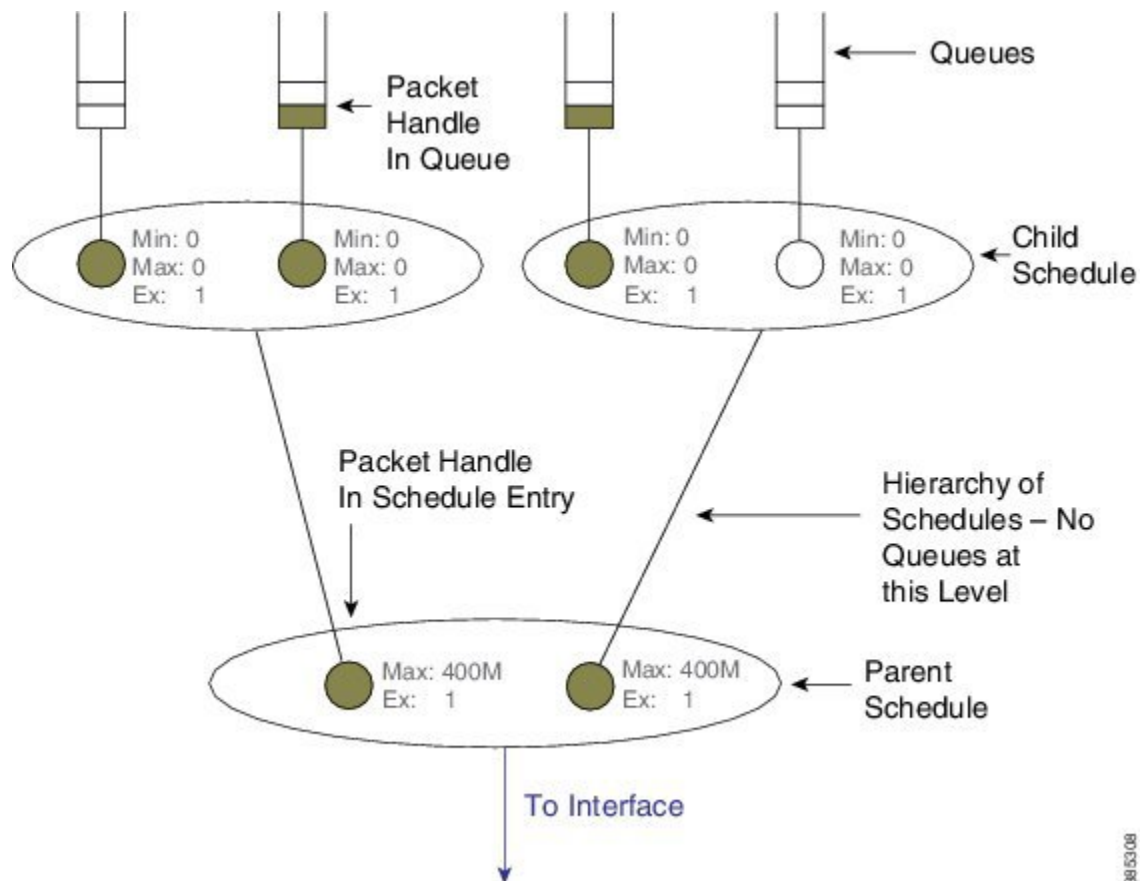 Queues
Packet
Handle
In Queue
Min: 0
Max: 0
Ex: 1
Min: 0
Max: 0
Ex: 1
Min: 0
Max: 0
Ex: 1
Min: 0
Max: 0
Ex: 1
Child
Schedule
Packet Handle
In Schedule Entry
Hierarchy of
Schedules – No
Queues at
this Level
Max: 400M
Ex: 1
Max: 400M
Ex: 1
Parent
Schedule
To Interface